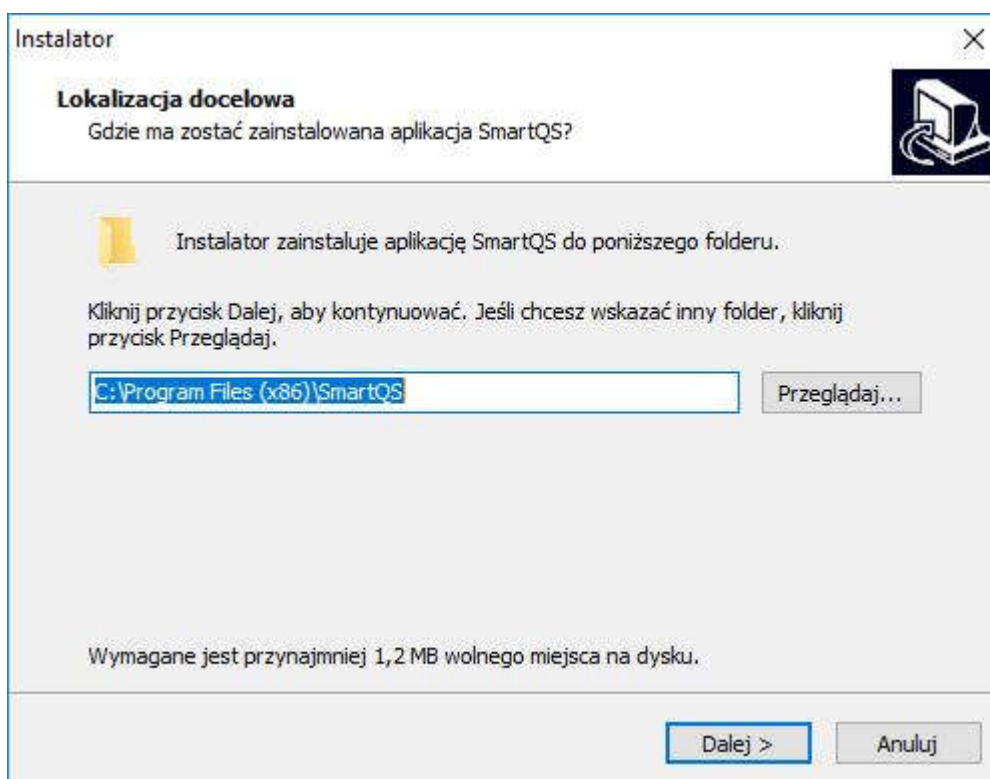 Instalator
Lokalizacja docelowa
Gdzie ma zostać zainstalowana aplikacja SmartQS?
Instalator zainstaluje aplikację SmartQS do poniższego folderu.
Kliknij przycisk Dalej, aby kontynuować. Jeśli chcesz wskazać inny folder, kliknij
przycisk Przeglądaj.
C:\Program Files (x86)\SmartQS
Przeglądaj...
Wymagane jest przynajmniej 1,2 MB wolnego miejsca na dysku.
Dalej >
Anuluj